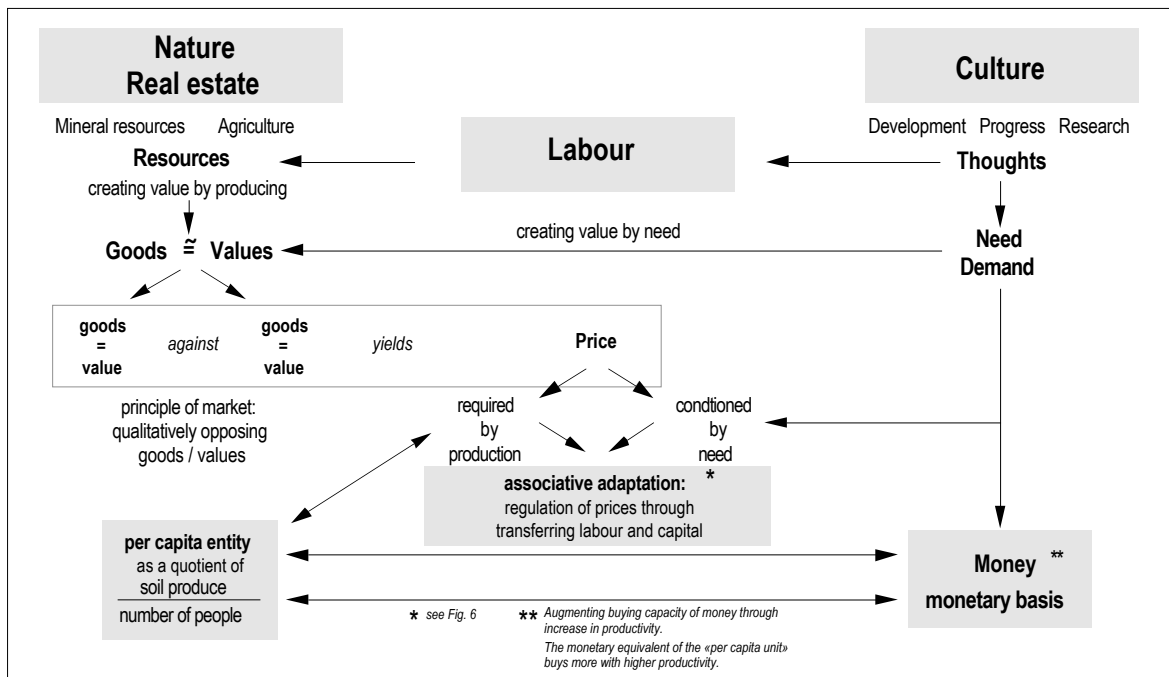 Nature
Real estate
Culture
Mineral resources Agriculture
Development Progress Research
Labour
Resources
Thoughts
creating value by producing
creating value by need
Goods ≅ Values
Need
Demand
goods
=
value
against
goods
=
value
yields
Price
principle of market:
qualitatively opposing
goods / values
required
by
production
condtioned
by
need
*
associative adaptation:
regulation of prices through
transferring labour and capital
per capita entity
as a quotient of
soil produce
number of people
Money **
monetary basis
* see Fig. 6
** Augmenting buying capacity of money through
increase in productivity.
The monetary equivalent of the «per capita unit»
buys more with higher productivity.